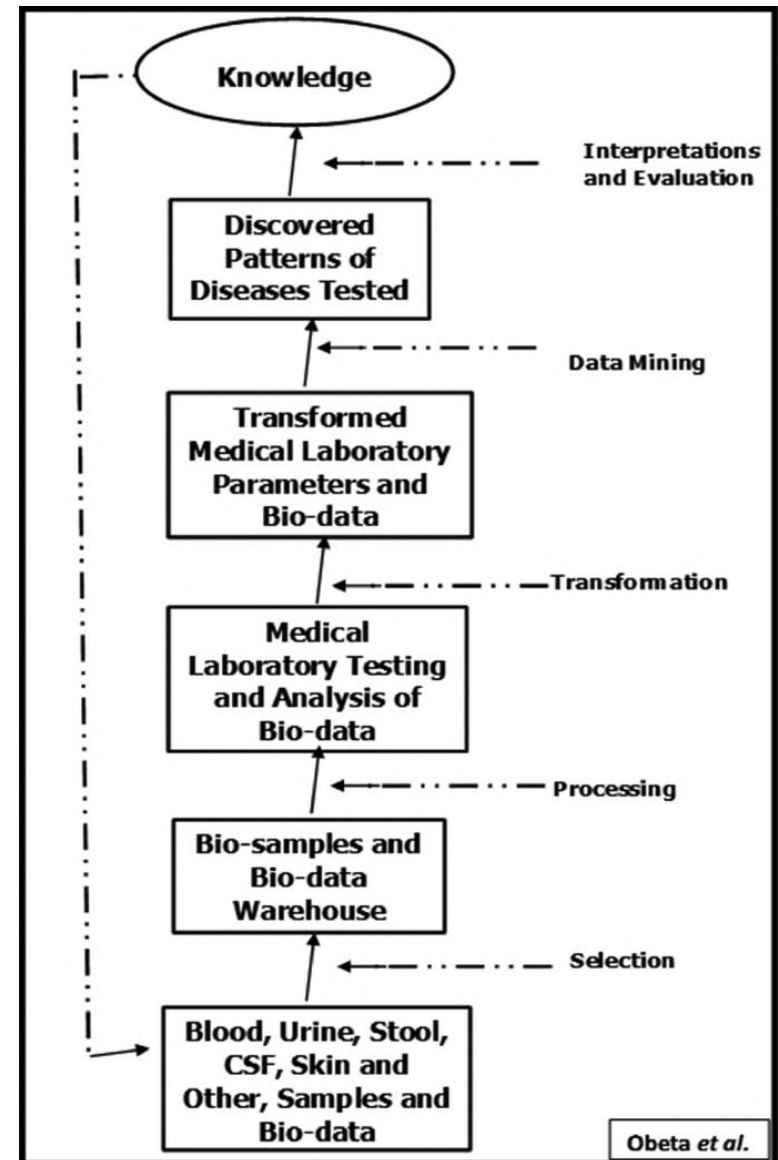 Knowledge
Interpretations
and Evaluation
Discovered
Patterns of
Diseases Tested
Data Mining
Transformed
Medical Laboratory
Parameters and
Bio-data
Transformation
Medical
Laboratory Testing
and Analysis of
Bio-data
Processing
Bio-samples and
Bio-data
Warehouse
Selection
Blood, Urine, Stool,
CSF, Skin and
Other, Samples and
Bio-data
Obeta et al.